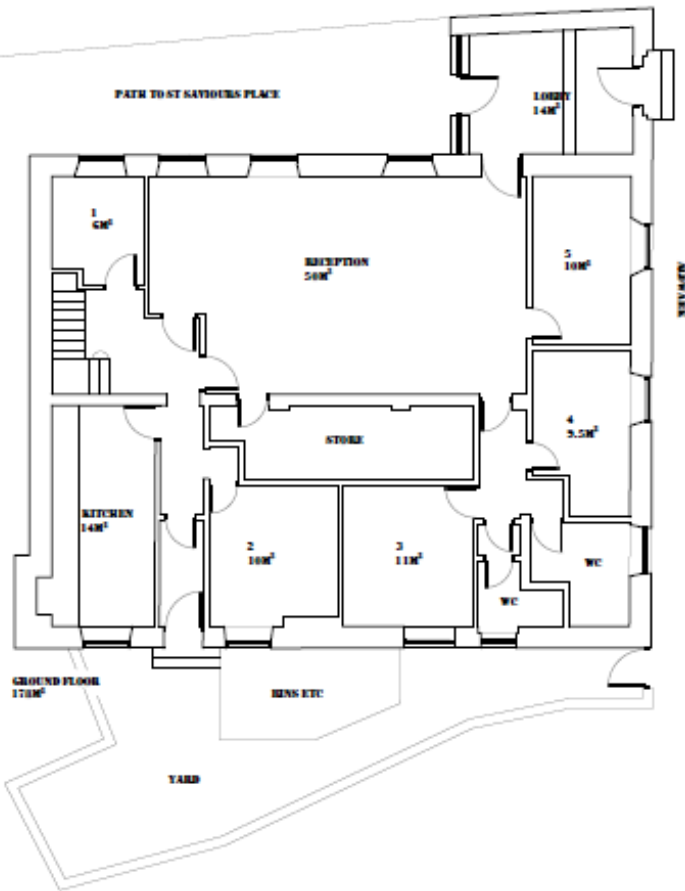 PATH TO ST SAVIOURS PLACE
LOBBY
14M²
1
6M²
RECEPTION
50M²
5
10M²
4
9.5M²
STORE
KITCHEN
14M²
2
10M²
3
11M²
WC
WC
GROUND FLOOR
178M²
BINS ETC
YARD